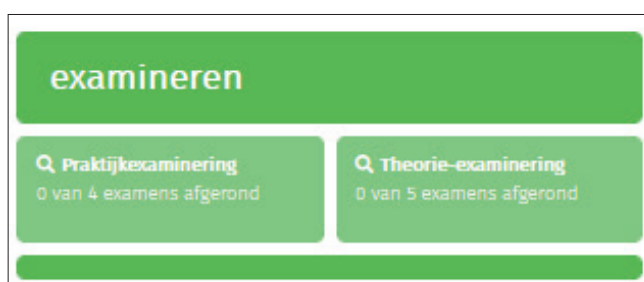 examineren
Praktijkexaminering
0 van 4 examens afgerond
Theorie-examinering
0 van 5 examens afgerond